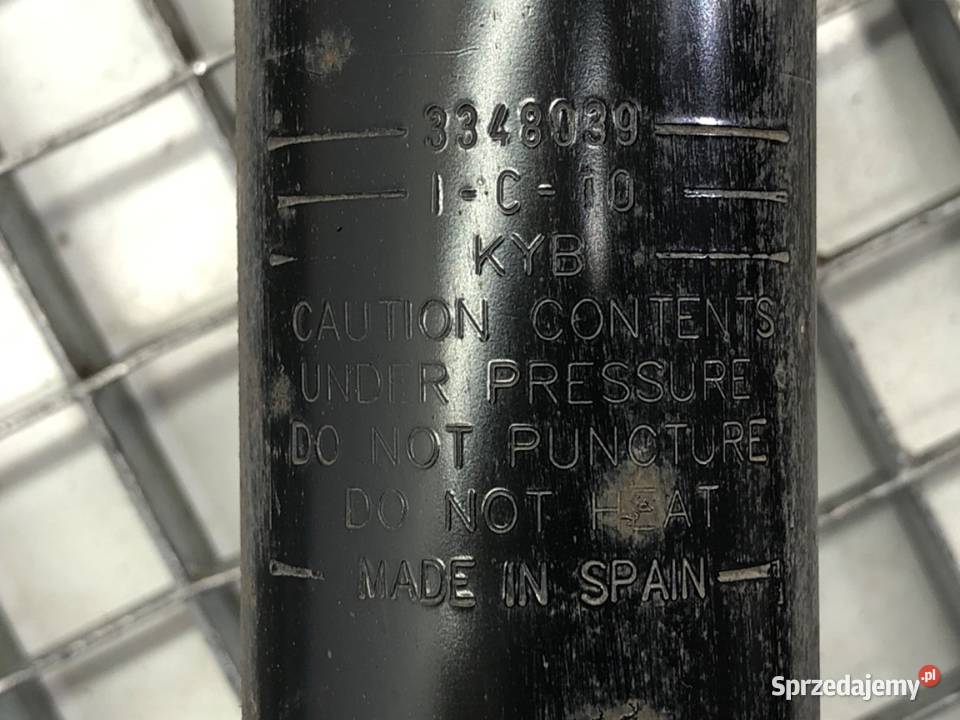 3348039
I-C-10
KYB
CAUTION CONTENTS
UNDER PRESSURE
DO NOT PUNCTURE
DO NOT HEAT
MADE IN SPAIN
Sprzedajemy.pl